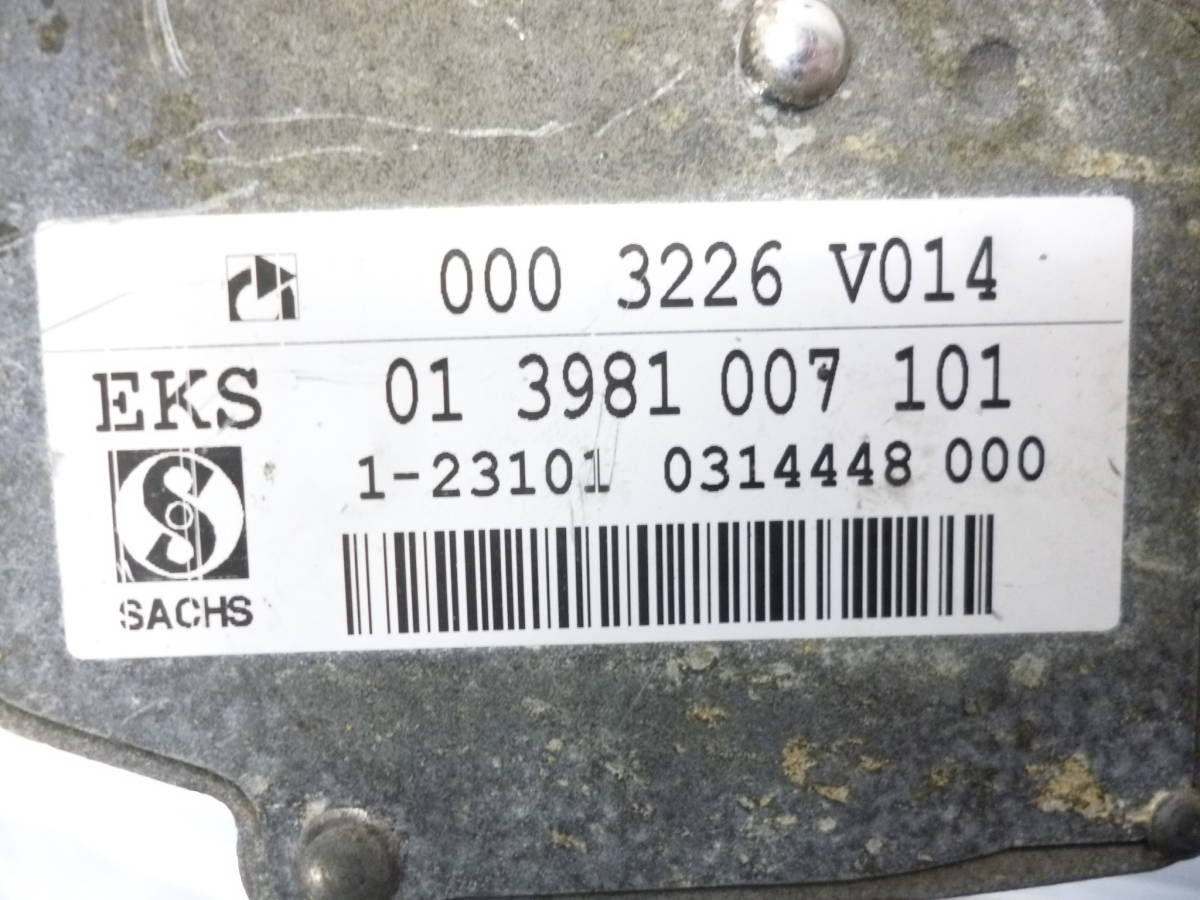 000 3226 V014
EKS 01 3981 007 101
1-23101 0314448 000
SACHS